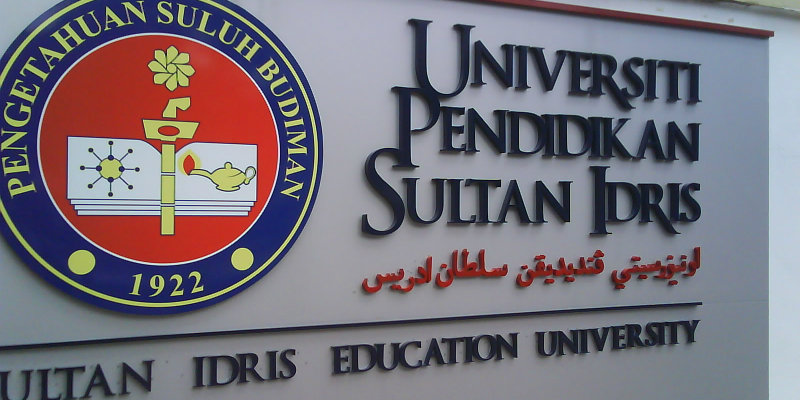 PENGETAHUAN SULUH BUDIMAN
1922
UNIVERSITI
PENDIDIKAN
SULTAN IDRIS
اونيۏرسيتي ڤنديديقن سلطان ادريس
ULTAN IDRIS EDUCATION UNIVERSITY